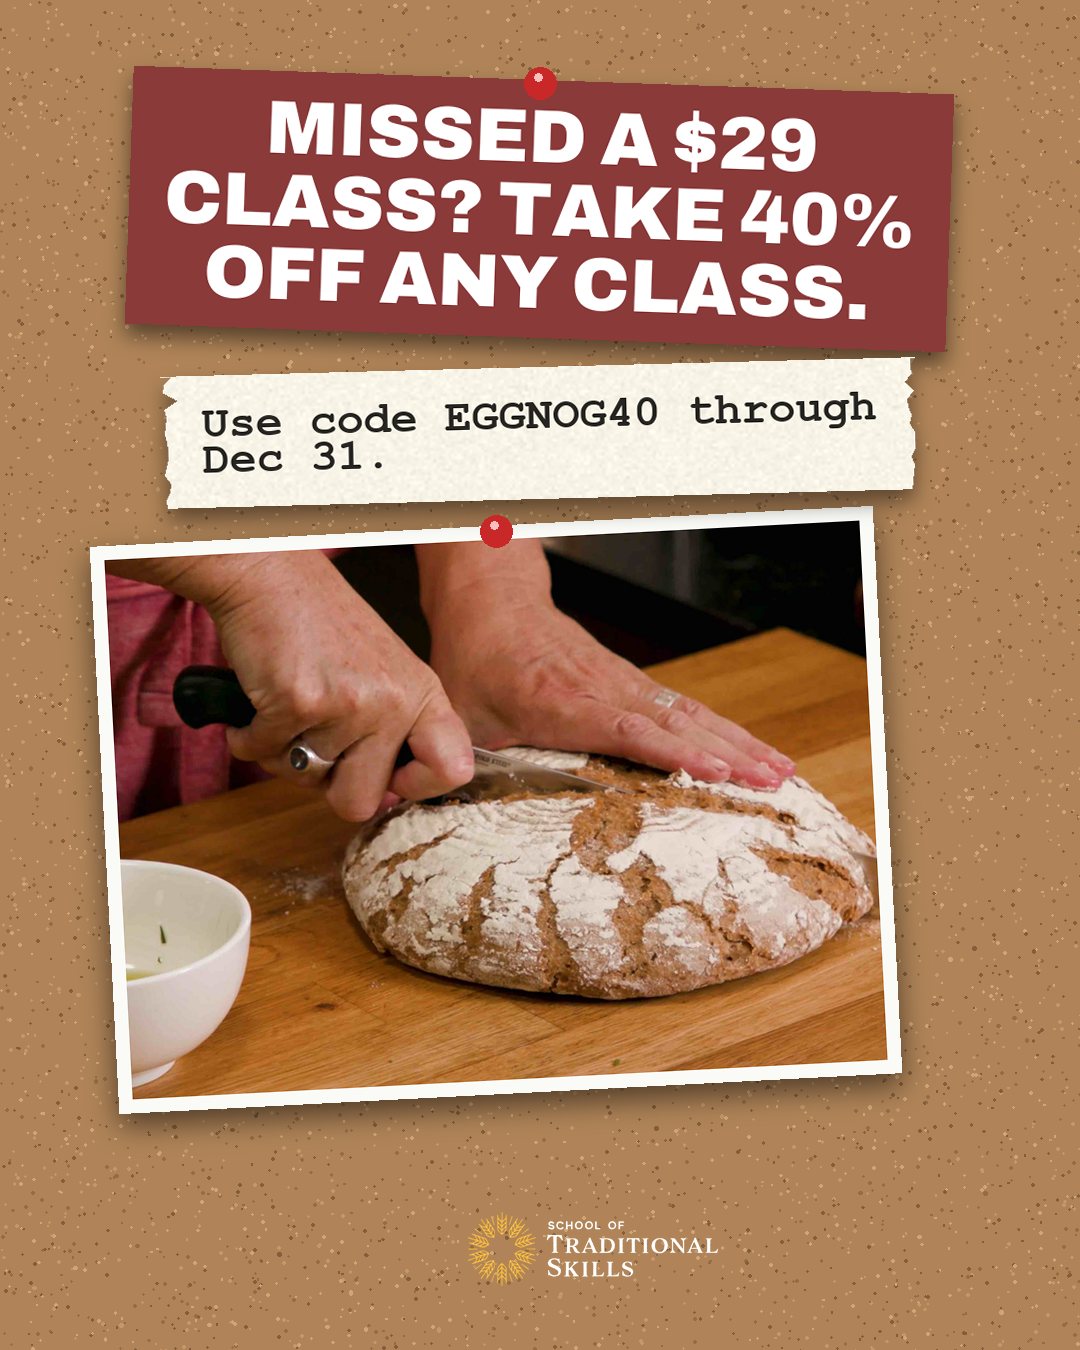 MISSED A $29
CLASS? TAKE 40%
OFF ANY CLASS.
Use code EGGNOG40 through
Dec 31.
SCHOOL OF
TRADITIONAL
SKILLS